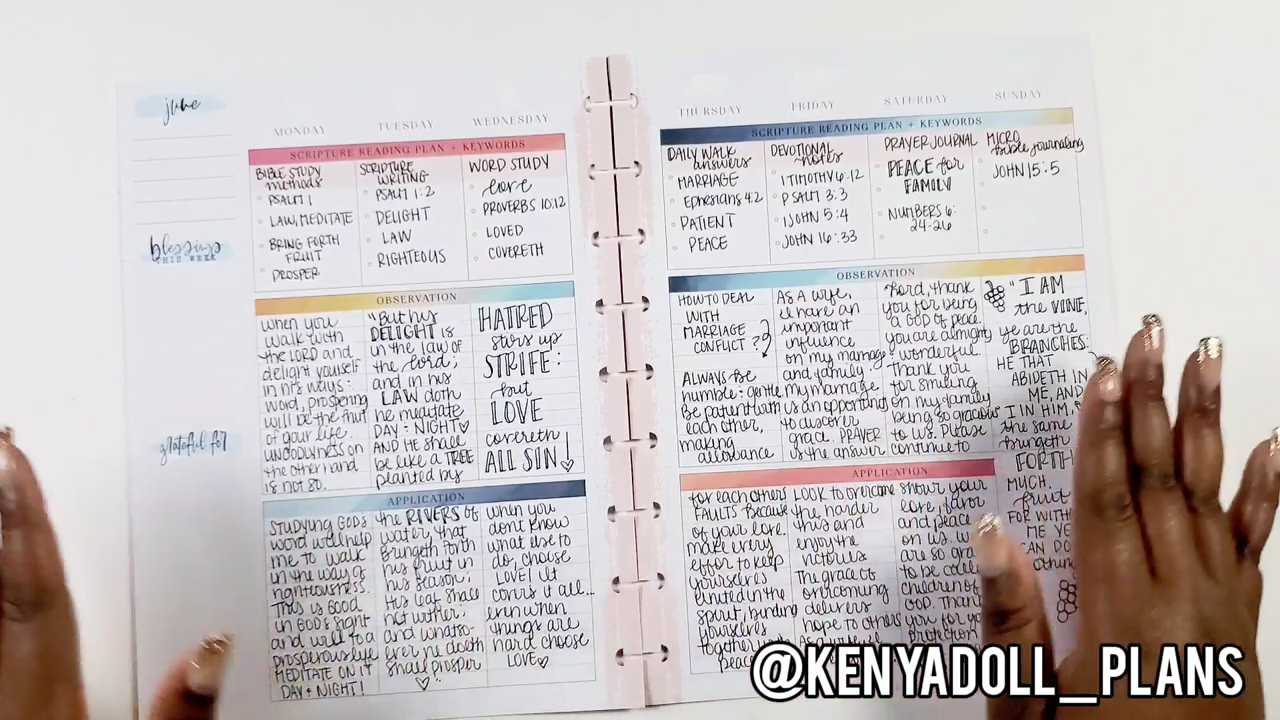 june
blessings
THIS WEEK
grateful for
MONDAY
TUESDAY
WEDNESDAY
SCRIPTURE READING PLAN + KEYWORDS
BIBLE STUDY
methods
PSALM 1
LAW, MEDITATE
BRING FORTH
FRUIT
PROSPER
SCRIPTURE
WRITING
PSALM 1:2
DELIGHT
LAW
RIGHTEOUS
WORD STUDY
love
PROVERBS 10:12
LOVED
COVERETH
OBSERVATION
when you
walk with
the LORD and
delight yourself
in his ways:
word, prospering
will be the fruit
of your life.
UNGODLYNESS on
the other hand
is not so.
"But his
DELIGHT is
in the law of
the Lord;
and in his
LAW doth
he meditate
DAY + NIGHT♡
AND HE shall
be like a TREE
planted by
HATRED
stirs up
STRIFE:
but
LOVE
covereth
ALL SIN!
APPLICATION
STUDYING GOD'S
word will help
me to walk
in the way of
righteousness.
This is GOOD
in GOD'S sight
and will to a
prosperous life
MEDITATE ON IT
DAY + NIGHT!
the RIVERS of
water, that
bringeth forth
his fruit in
his season;
His leaf shall
not wither:
and whatso-
ever he doeth
shall prosper
when you
don't know
what else to
do, choose
LOVE! let
covers it all...
even when
things are
hard choose
LOVE♡
THURSDAY
FRIDAY
SATURDAY
SUNDAY
SCRIPTURE READING PLAN + KEYWORDS
DAILY WALK
answers
MARRIAGE
Ephesians 4:2
PATIENT
PEACE
DEVOTIONAL
notes
1 TIMOTHY 6:12
PSALM 3:3
1 JOHN 5:4
JOHN 16:33
PRAYER JOURNAL
PEACE for
FAMILY
NUMBERS 6:
24-26
MICRO
bible journaling
JOHN 15:5
OBSERVATION
HOW TO DEAL
WITH
MARRIAGE
CONFLICT??
ALWAYS be
humble + gentle.
Be patient with
each other,
making
allowance
AS A wife,
I have an
important
influence
on my marriage
and family.
My marriage
is an opportunity
to discover
grace. PRAYER
is the answer
Lord, thank
you for being
a GOD of peace.
you are almighty
+ wonderful.
Thank you
for smiling
on my family
being so gracious
to us. Please
continue to
"I AM
the VINE,
ye are the
BRANCHES:
HE THAT
ABIDETH IN
ME, AND
I IN HIM,
the same
bringeth
FORTH
MUCH
fruit
FOR WITH
ME YE
CAN DO
APPLICATION
for each others
FAULTS because
of your love.
make every
effort to keep
yourselves
united in the
spirit, binding
yourselves
together with
peace
LOOK to overcome
the harder
this and
enjoy the
victories
The grace of
overcoming
delivers
hope to others
show your
love, favor
and peace
on us. we
are so
to be called
children of
GOD. Thank
you for your
protection
@KENYADOLL_PLANS